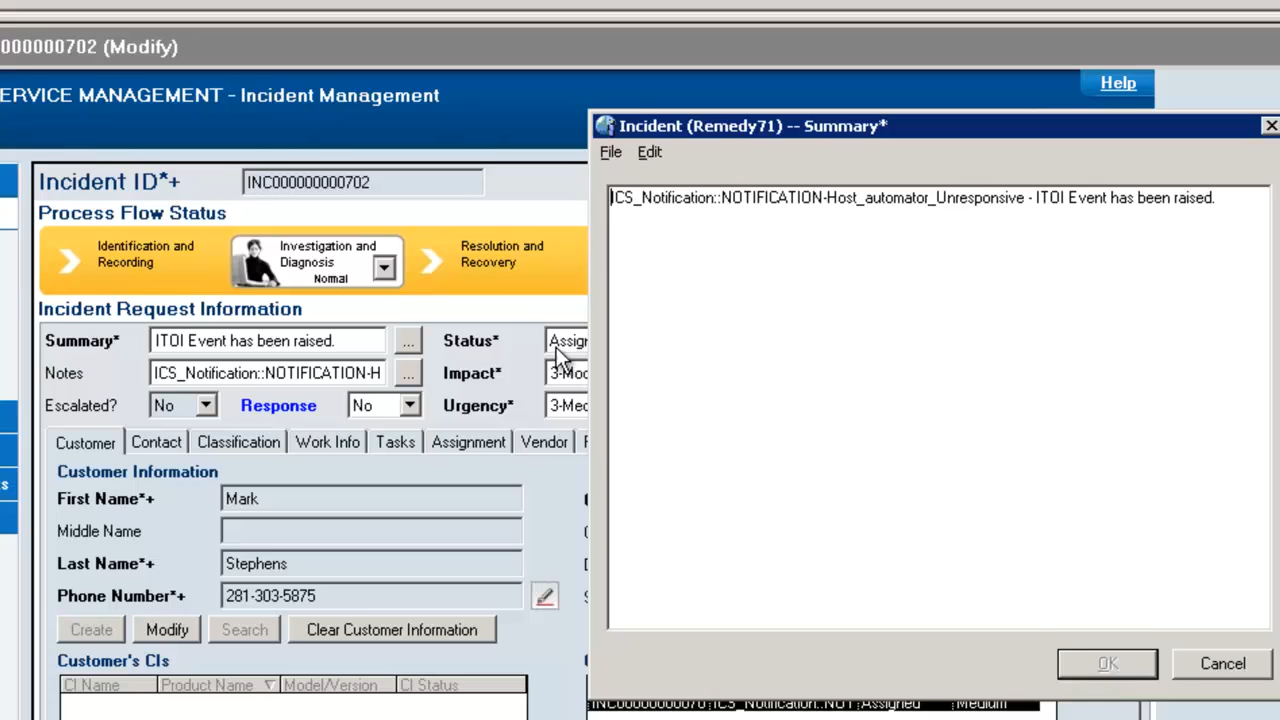 000000702 (Modify)
ERVICE MANAGEMENT - Incident Management
Help
Incident ID*+ INC000000000702
Process Flow Status
Identification and Recording
Investigation and Diagnosis
Normal
Resolution and Recovery
Incident Request Information
Summary* ITOI Event has been raised. ... Status* Assign
Notes ICS_Notification::NOTIFICATION-H ... Impact*
Escalated? No Response No Urgency* 3-Med
Customer Contact Classification Work Info Tasks Assignment Vendor
Customer Information
First Name*+ Mark
Middle Name
Last Name*+ Stephens
Phone Number*+ 281-303-5875
Create Modify Search Clear Customer Information
Customer's CIs
CI Name Product Name Model/Version CI Status
Incident (Remedy71) -- Summary*
File Edit
ICS_Notification::NOTIFICATION-Host_automator_Unresponsive - ITOI Event has been raised.
OK Cancel